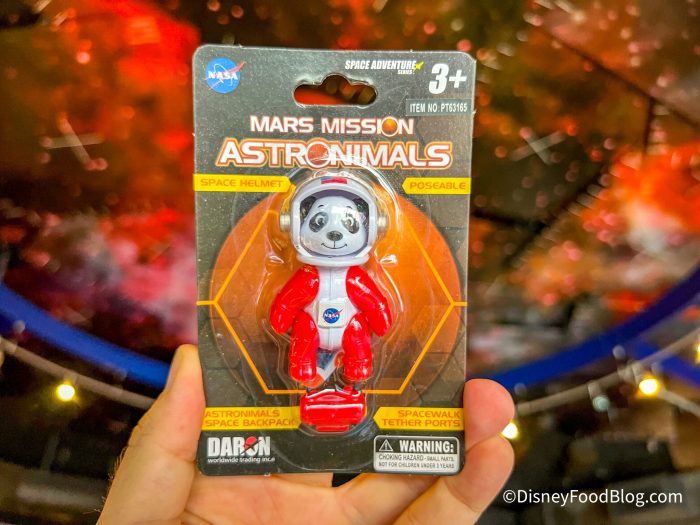 NASA
SPACE ADVENTURE
SERIES
3+
ITEM NO. PT63165
MARS MISSION
ASTRONIMALS
SPACE HELMET
POSEABLE
NASA
ASTRONIMALS
SPACE BACKPACK
SPACEWALK
TETHER PORTS
DARON
worldwide trading inc.
WARNING:
CHOKING HAZARD - SMALL PARTS.
NOT FOR CHILDREN UNDER 3 YEARS
©DisneyFoodBlog.com